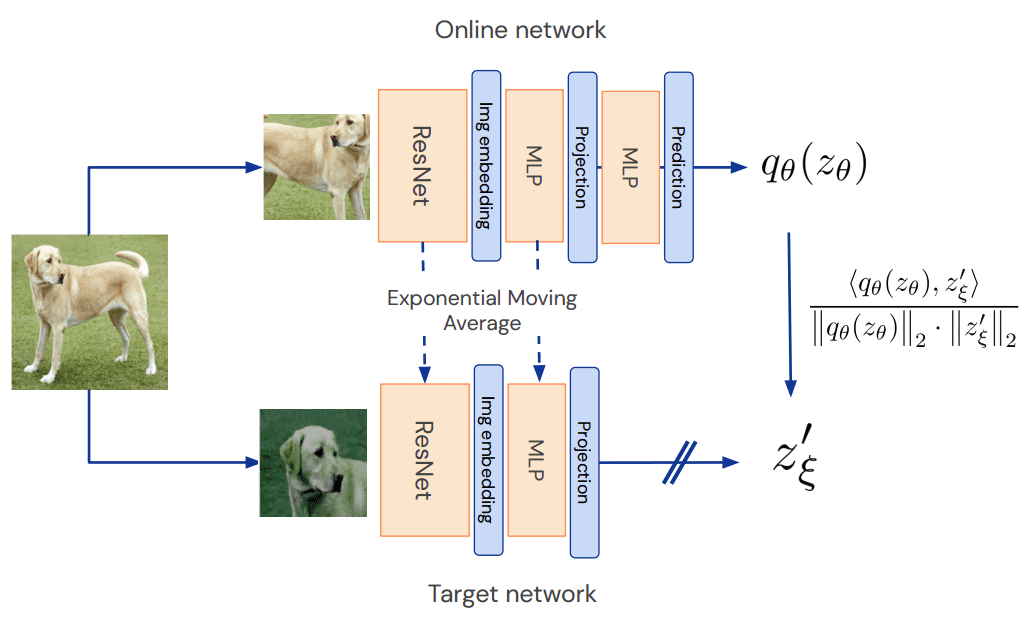 Online network
ResNet
Img embedding
MLP
Projection
MLP
Prediction
qθ(zθ)
Exponential Moving
Average
⟨qθ(zθ), z′ξ⟩
‖qθ(zθ)‖₂ · ‖z′ξ‖₂
ResNet
Img embedding
MLP
Projection
z′ξ
Target network